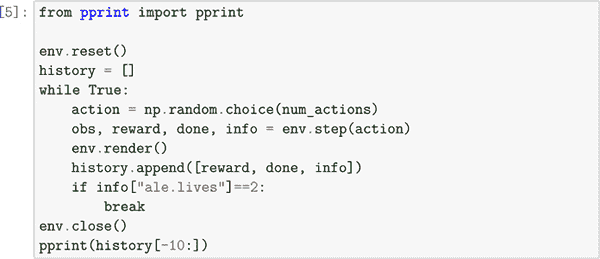 [5]: from pprint import pprint

env.reset()
history = []
while True:
    action = np.random.choice(num_actions)
    obs, reward, done, info = env.step(action)
    env.render()
    history.append([reward, done, info])
    if info["ale.lives"]==2:
        break
env.close()
pprint(history[-10:])